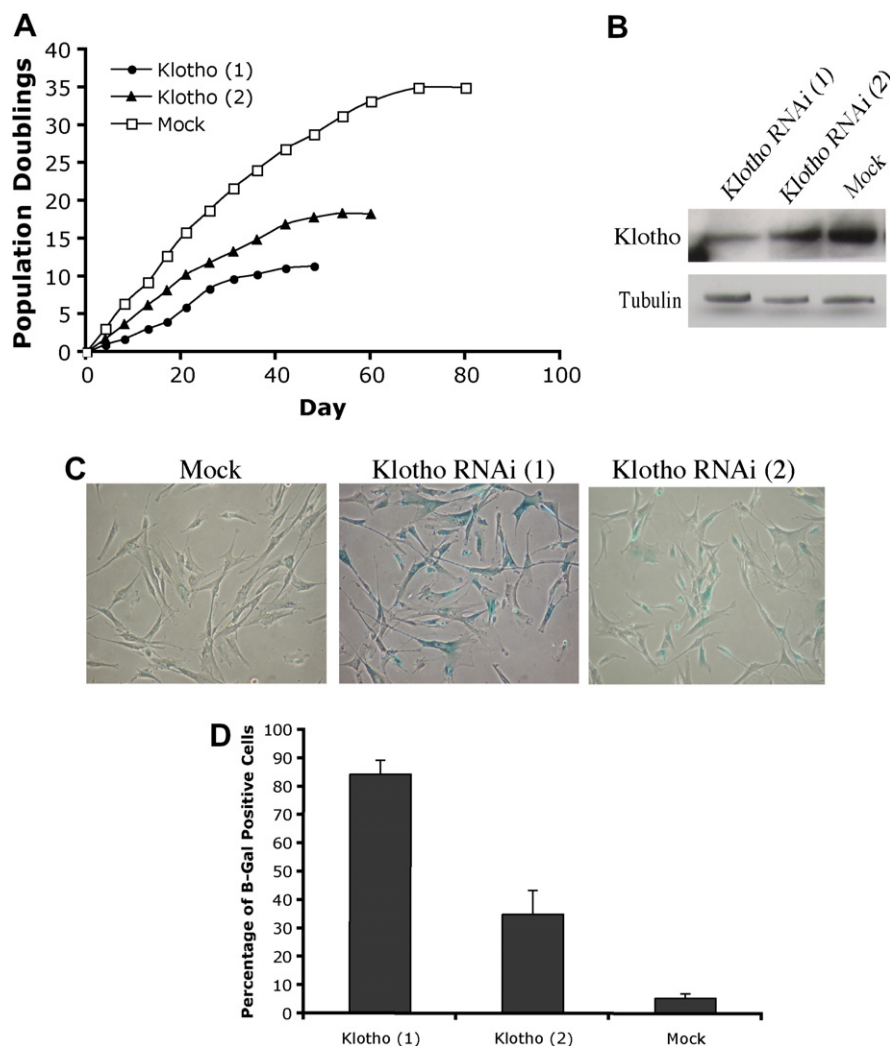 A
Population Doublings
40
35
30
25
20
15
10
5
0
Klotho (1)
Klotho (2)
Mock
0 20 40 60 80 100
Day
B
Klotho RNAi (1)
Klotho RNAi (2)
Mock
Klotho
Tubulin
C
Mock Klotho RNAi (1) Klotho RNAi (2)
D
Percentage of B-Gal Positive Cells
100
90
80
70
60
50
40
30
20
10
0
Klotho (1) Klotho (2) Mock